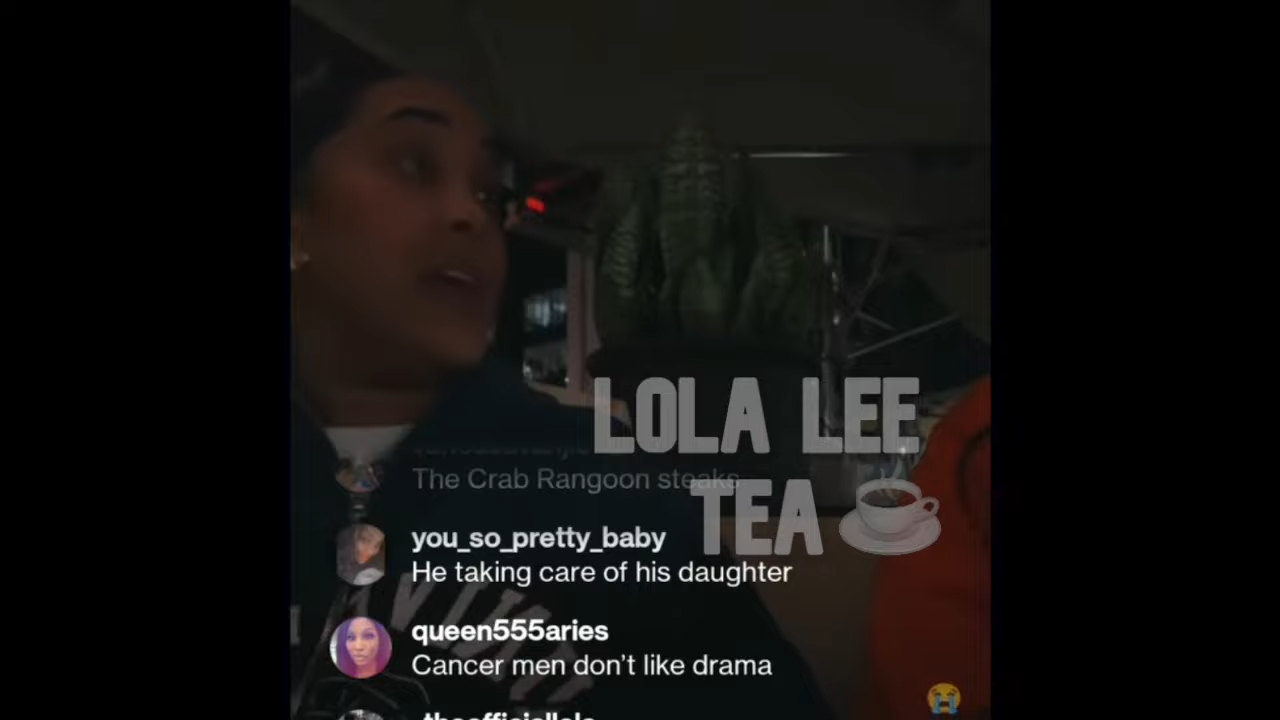 LOLA LEE
TEA
The Crab Rangoon steaks
you_so_pretty_baby
He taking care of his daughter
queen555aries
Cancer men don't like drama